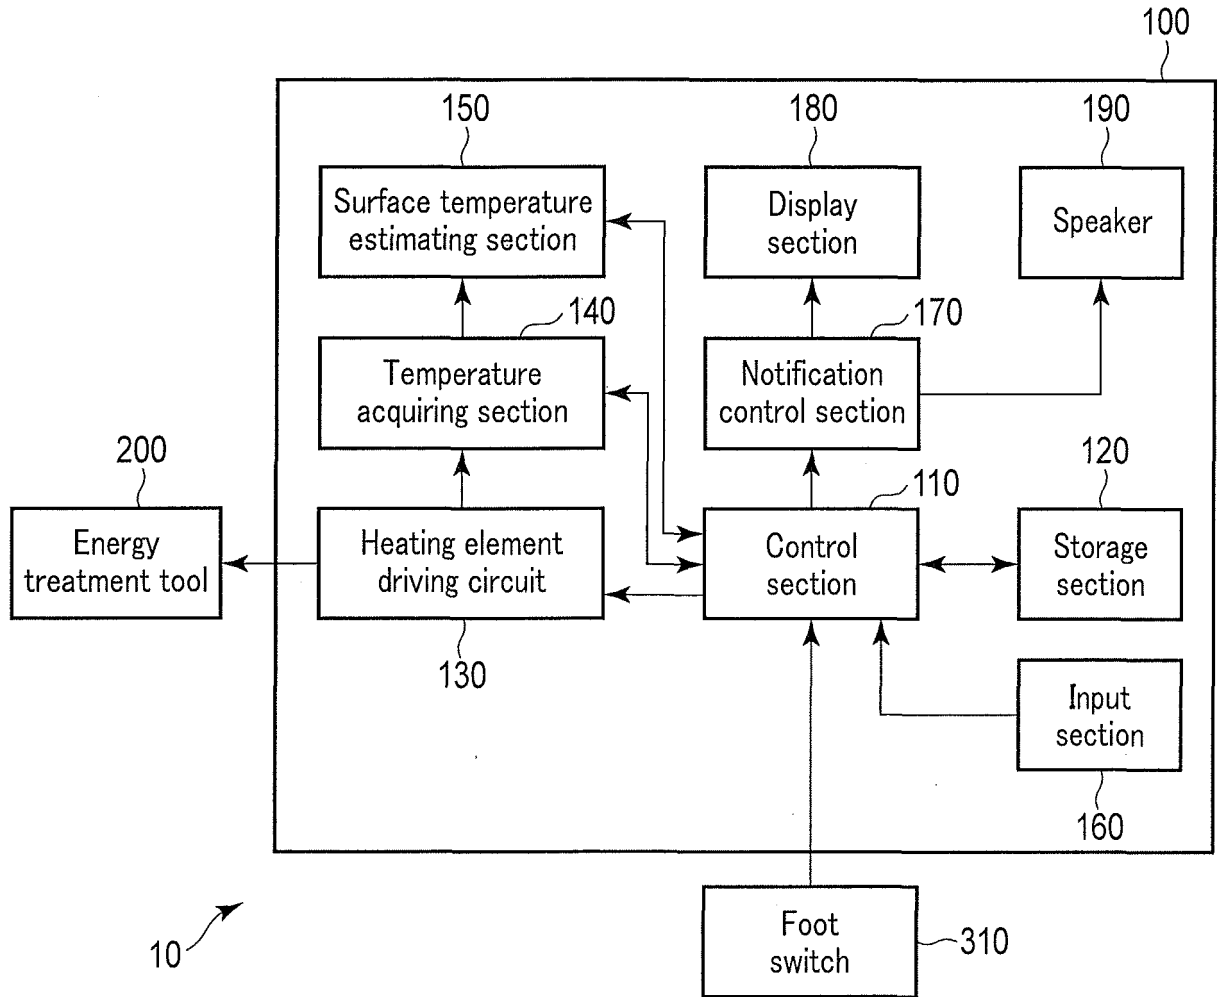 100
150
180
190
Surface temperature
estimating section
Display
section
Speaker
140
170
Temperature
acquiring section
Notification
control section
200
110
120
Energy
treatment tool
Heating element
driving circuit
Control
section
Storage
section
130
Input
section
160
10
Foot
switch
310